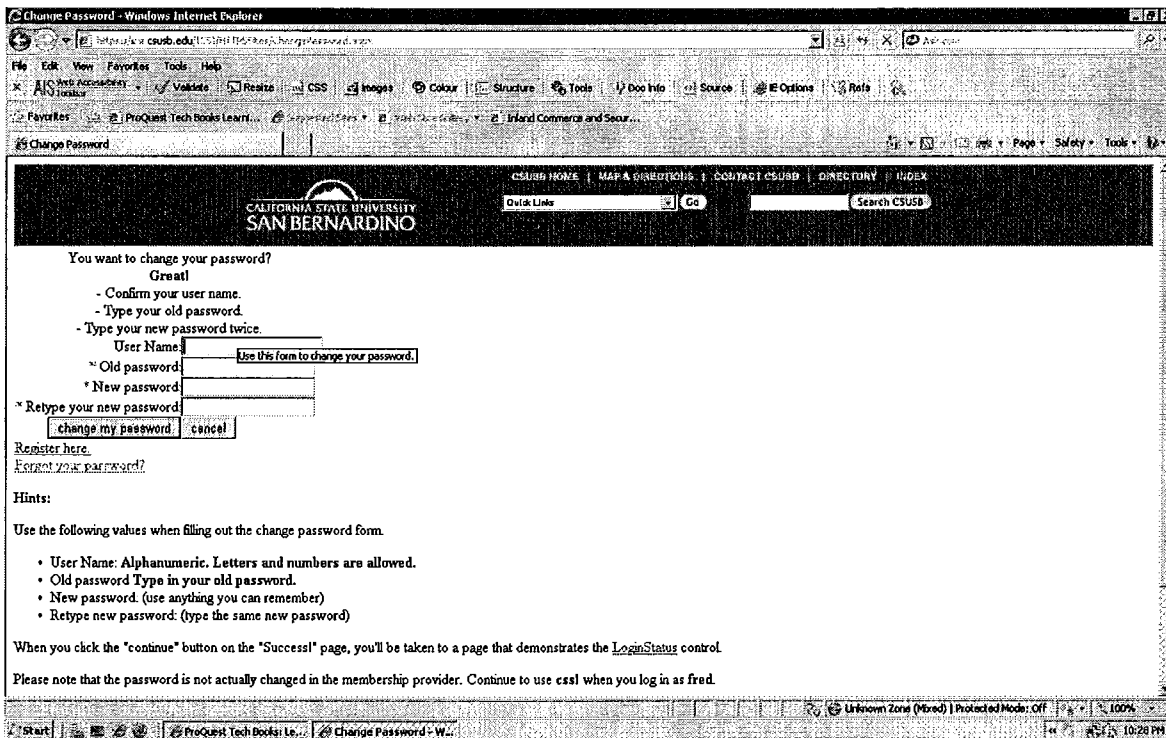 Change Password - Windows Internet Explorer
csusb.edu
File Edit View Favorites Tools Help
AIS Web Accessibility Toolbar Validate Resize CSS Images Colour Structure Tools Doc Info Source IE Options Refs
Favorites ProQuest Tech Books Learni... Inland Commerce and Secur...
Change Password
Page Safety Tools
CSUSB HOME | MAP & DIRECTIONS | CONTACT CSUSB | DIRECTORY | INDEX
Quick Links Go Search CSUSB
CALIFORNIA STATE UNIVERSITY
SAN BERNARDINO
You want to change your password?
Great!
- Confirm your user name.
- Type your old password.
- Type your new password twice.
User Name:
Use this form to change your password.
* Old password:
* New password:
* Retype your new password:
change my password cancel
Register here.
Forgot your password?
Hints:
Use the following values when filling out the change password form.
• User Name: Alphanumeric. Letters and numbers are allowed.
• Old password Type in your old password.
• New password: (use anything you can remember)
• Retype new password: (type the same new password)
When you click the "continue" button on the "Success!" page, you'll be taken to a page that demonstrates the LoginStatus control.
Please note that the password is not actually changed in the membership provider. Continue to use css! when you log in as fred.
Unknown Zone (Mixed) | Protected Mode: Off 100%
Start ProQuest Tech Books: Le... Change Password - W... 10:28 PM